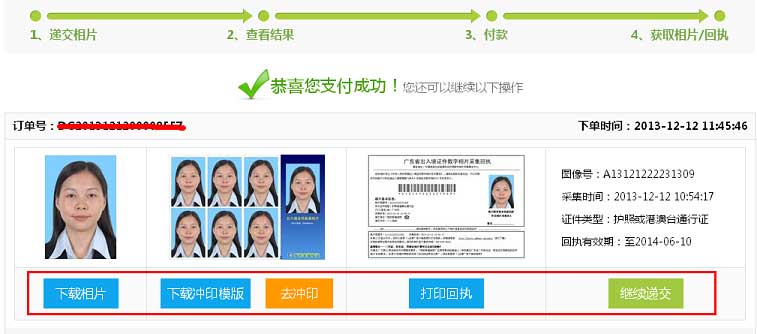 1、递交相片
2、查看结果
3、付款
4、获取相片/回执
恭喜您支付成功！您还可以继续以下操作
订单号：
下单时间：2013-12-12 11:45:46
广东省出入境证件数字相片采集回执
图像号：A13121222231309
采集时间：2013-12-12 10:54:17
证件类型：护照或港澳台通行证
回执有效期：至2014-06-10
下载相片
下载冲印模版
去冲印
打印回执
继续递交